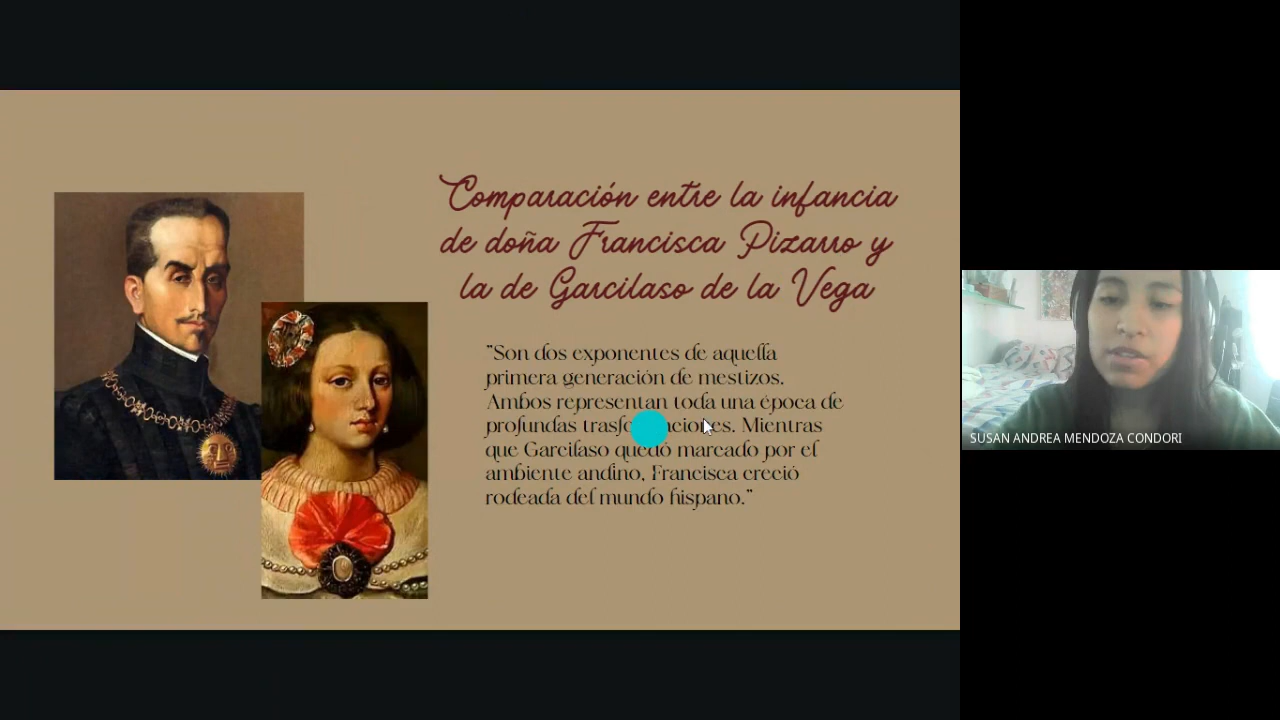 Comparación entre la infancia
de doña Francisca Pizarro y
la de Garcilaso de la Vega
"Son dos exponentes de aquella
primera generación de mestizos.
Ambos representan toda una época de
profundas Mientras
que Garcilaso quedó marcado por el
ambiente andino, Francisca creció
rodeada del mundo hispano."
SUSAN ANDREA MENDOZA CONDORI